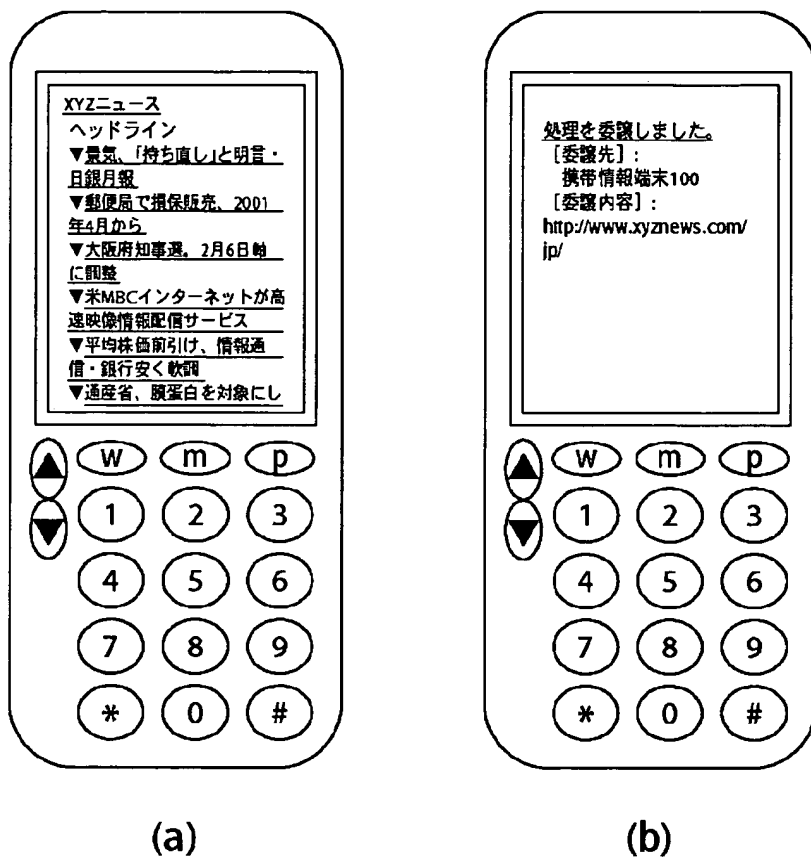 XYZニュース
ヘッドライン
▼景気、「持ち直し」と明言・
日銀月報
▼郵便局で損保販売、2001
年4月から
▼大阪府知事選。2月6日軸
に調整
▼米MBCインターネットが高
速映像情報配信サービス
▼平均株価前引け、情報通
信・銀行安く軟調
▼通産省、膜蛋白を対象にし
w m p
1 2 3
4 5 6
7 8 9
* 0 #
(a)
処理を委譲しました。
[委譲先]:
携帯情報端末100
[委譲内容]:
http://www.xyznews.com/
jp/
w m p
1 2 3
4 5 6
7 8 9
* 0 #
(b)